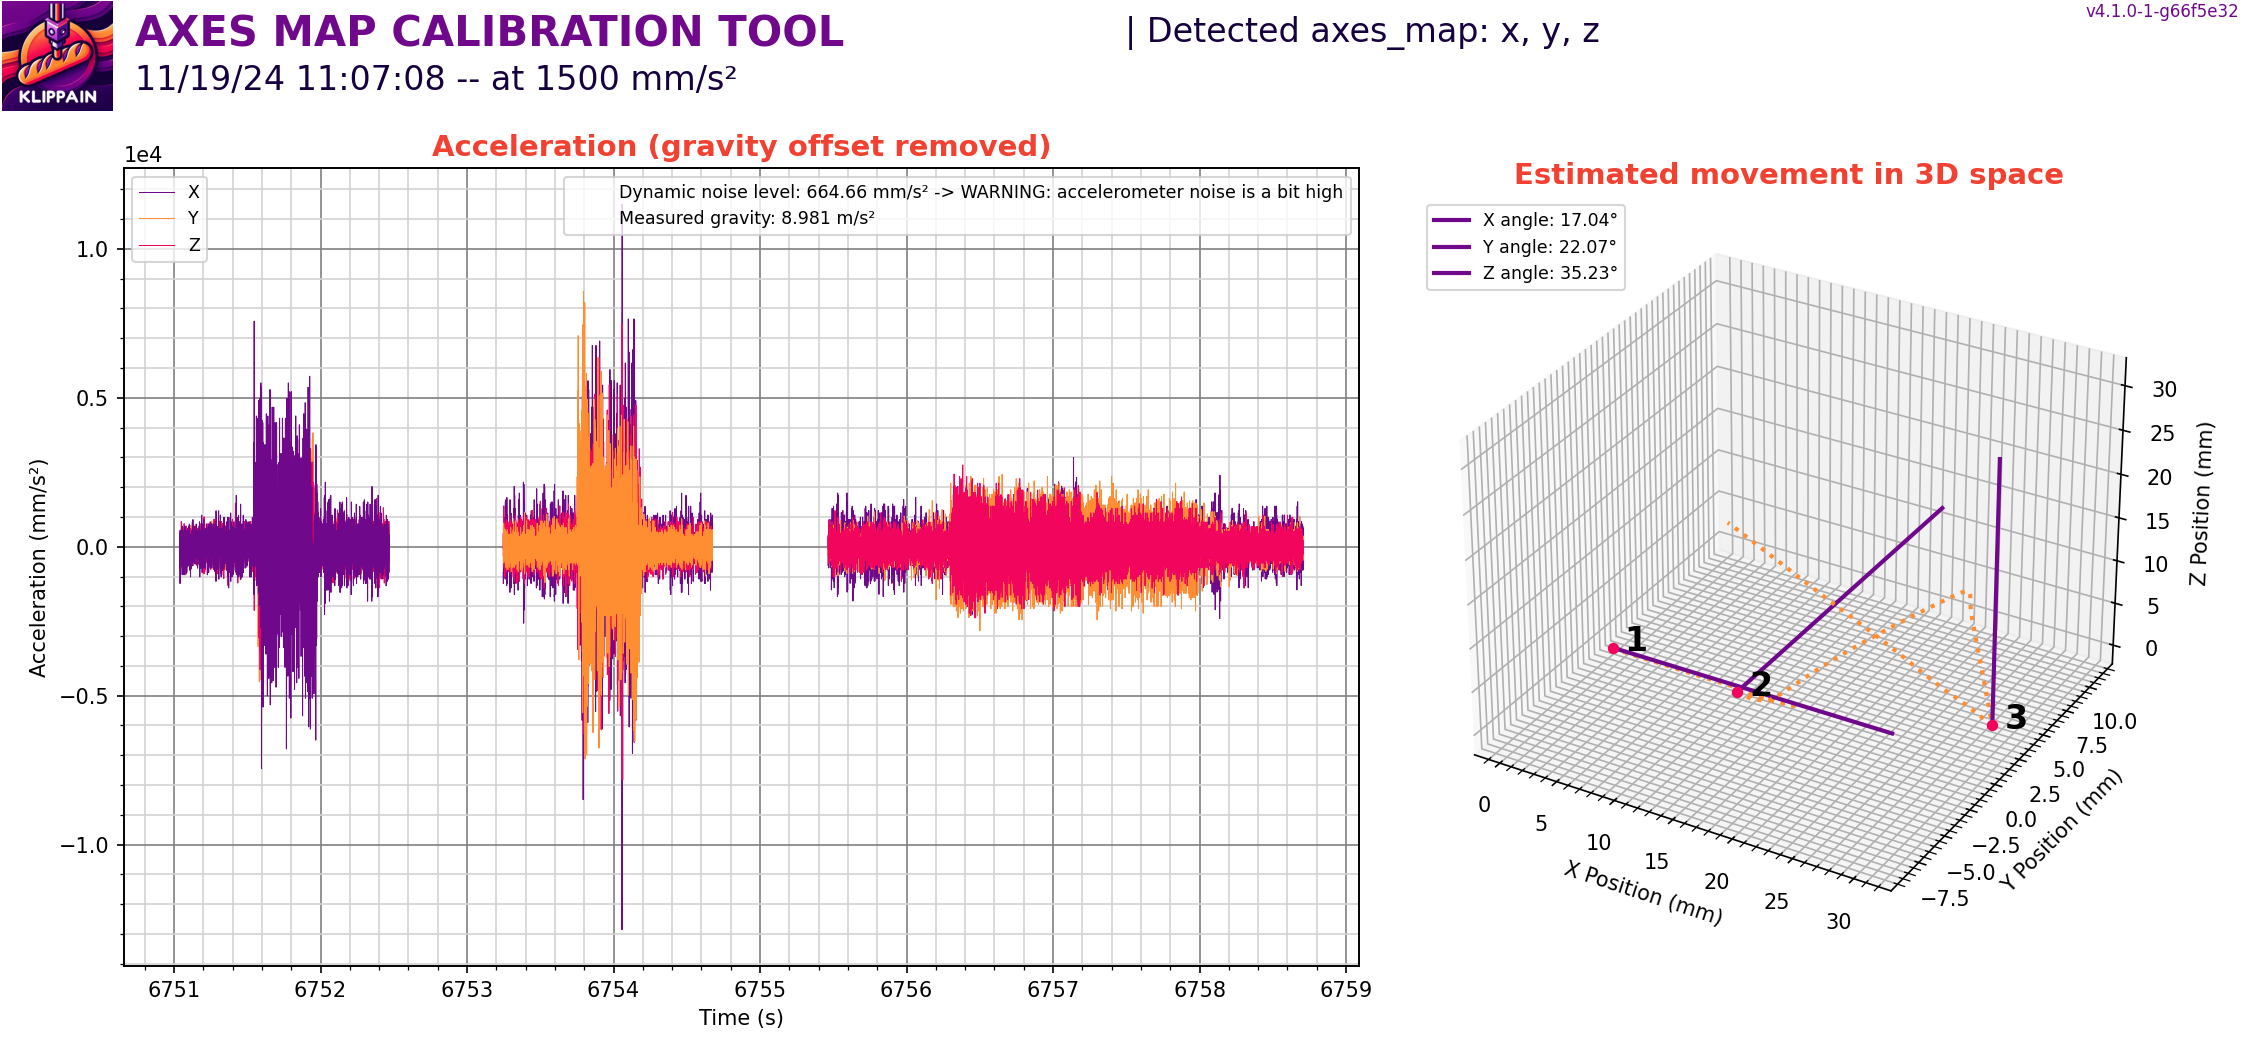 AXES MAP CALIBRATION TOOL
| Detected axes_map: x, y, z
v4.1.0-1-g66f5e32
11/19/24 11:07:08 -- at 1500 mm/s²
KLIPPAIN
Acceleration (gravity offset removed)
1e4
X
Y
Z
Dynamic noise level: 664.66 mm/s² -> WARNING: accelerometer noise is a bit high
Measured gravity: 8.981 m/s²
1.0
0.5
0.0
−0.5
−1.0
Acceleration (mm/s²)
6751
6752
6753
6754
6755
6756
6757
6758
6759
Time (s)
Estimated movement in 3D space
X angle: 17.04°
Y angle: 22.07°
Z angle: 35.23°
1
2
3
30
25
20
15
10
5
0
Z Position (mm)
10.0
7.5
5.0
2.5
0.0
−2.5
−5.0
−7.5
Y Position (mm)
0
5
10
15
20
25
30
X Position (mm)